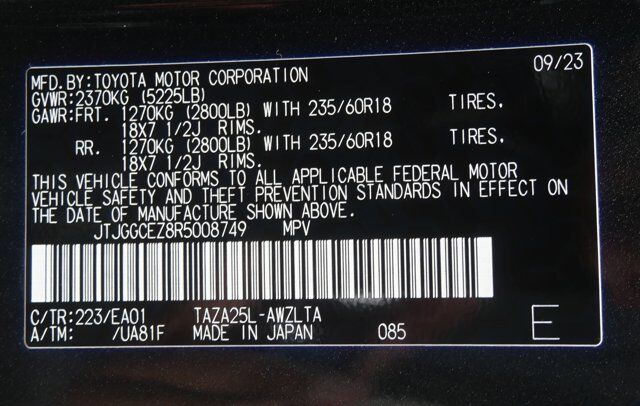 09/23
MFD.BY:TOYOTA MOTOR CORPORATION
GVWR:2370KG (5225LB)
GAWR:FRT. 1270KG (2800LB) WITH 235/60R18 TIRES.
18X7 1/2J RIMS.
RR. 1270KG (2800LB) WITH 235/60R18 TIRES.
18X7 1/2J RIMS.
THIS VEHICLE CONFORMS TO ALL APPLICABLE FEDERAL MOTOR
VEHICLE SAFETY AND THEFT PREVENTION STANDARDS IN EFFECT ON
THE DATE OF MANUFACTURE SHOWN ABOVE.
JTJGGCEZ8R5008749 MPV
C/TR:223/EA01 TAZA25L-AWZLTA
A/TM: /UA81F MADE IN JAPAN 085 E